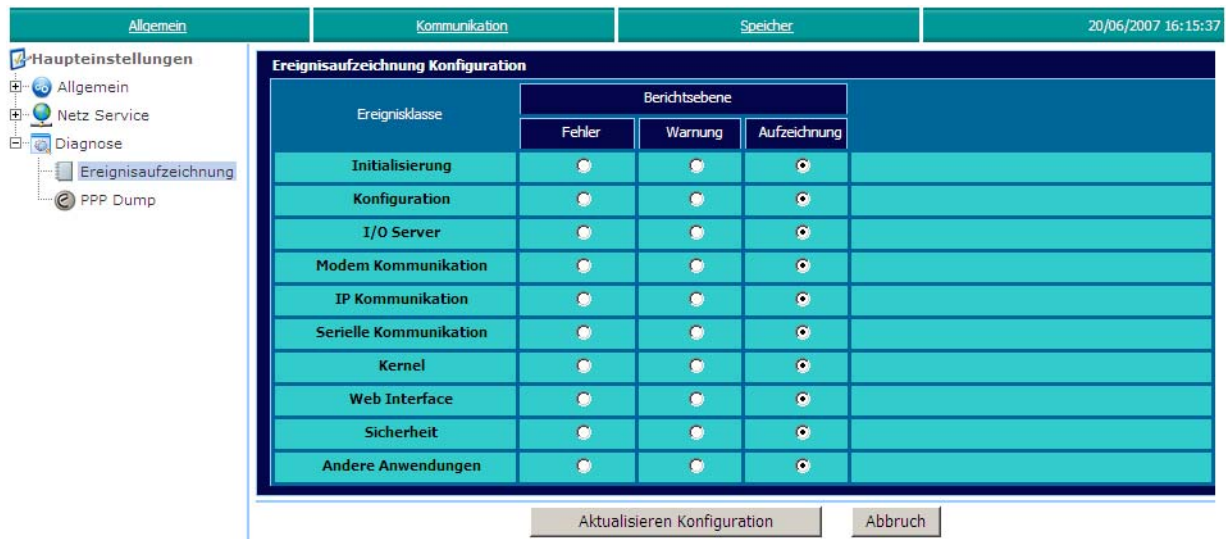 Allgemein Kommunikation Speicher 20/06/2007 16:15:37
Haupteinstellungen
Allgemein
Netz Service
Diagnose
Ereignisaufzeichnung
PPP Dump
Ereignisaufzeichnung Konfiguration
Ereignisklasse
Berichtsebene
Fehler Warnung Aufzeichnung
Initialisierung
Konfiguration
I/O Server
Modem Kommunikation
IP Kommunikation
Serielle Kommunikation
Kernel
Web Interface
Sicherheit
Andere Anwendungen
Aktualisieren Konfiguration Abbruch